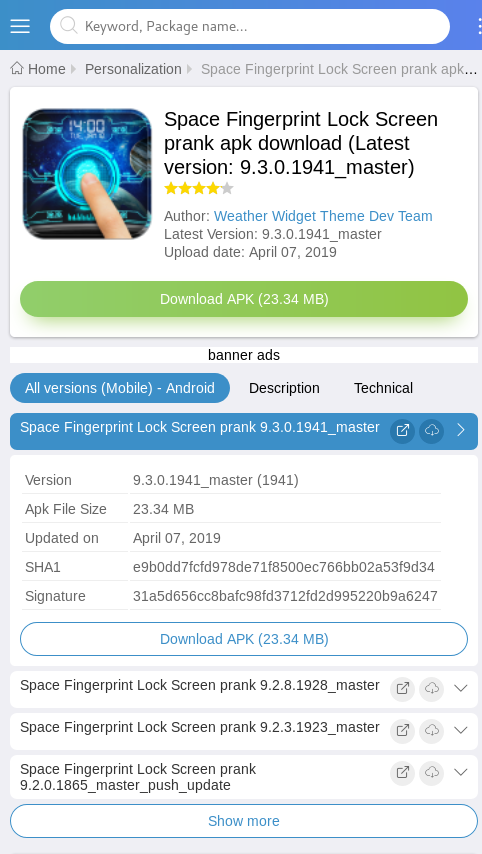 Keyword, Package name...
Home Personalization Space Fingerprint Lock Screen prank apk...
14:00
Space Fingerprint Lock Screen
prank apk download (Latest
version: 9.3.0.1941_master)
Author: Weather Widget Theme Dev Team
Latest Version: 9.3.0.1941_master
Upload date: April 07, 2019
Download APK (23.34 MB)
banner ads
All versions (Mobile) - Android Description Technical
Space Fingerprint Lock Screen prank 9.3.0.1941_master
Version 9.3.0.1941_master (1941)
Apk File Size 23.34 MB
Updated on April 07, 2019
SHA1 e9b0dd7fcfd978de71f8500ec766bb02a53f9d34
Signature 31a5d656cc8bafc98fd3712fd2d995220b9a6247
Download APK (23.34 MB)
Space Fingerprint Lock Screen prank 9.2.8.1928_master
Space Fingerprint Lock Screen prank 9.2.3.1923_master
Space Fingerprint Lock Screen prank
9.2.0.1865_master_push_update
Show more